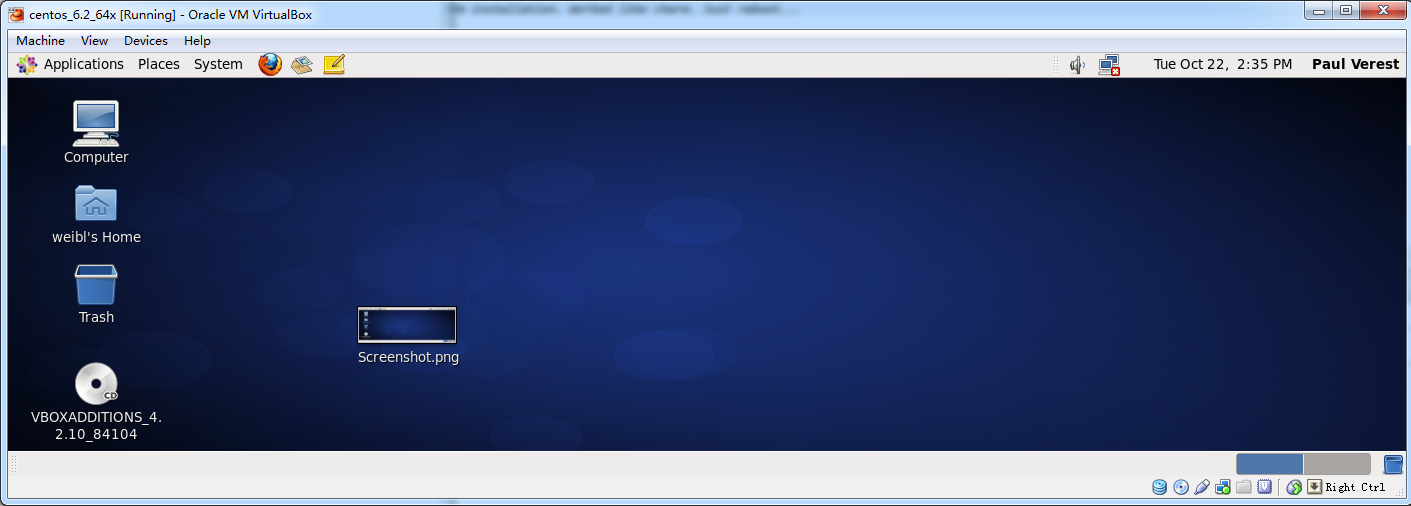 centos_6.2_64x [Running] - Oracle VM VirtualBox
Machine View Devices Help
Applications Places System
Tue Oct 22, 2:35 PM Paul Verest
Computer
weibl's Home
Trash
Screenshot.png
CD
VBOXADDITIONS_4.
2.10_84104
Right Ctrl